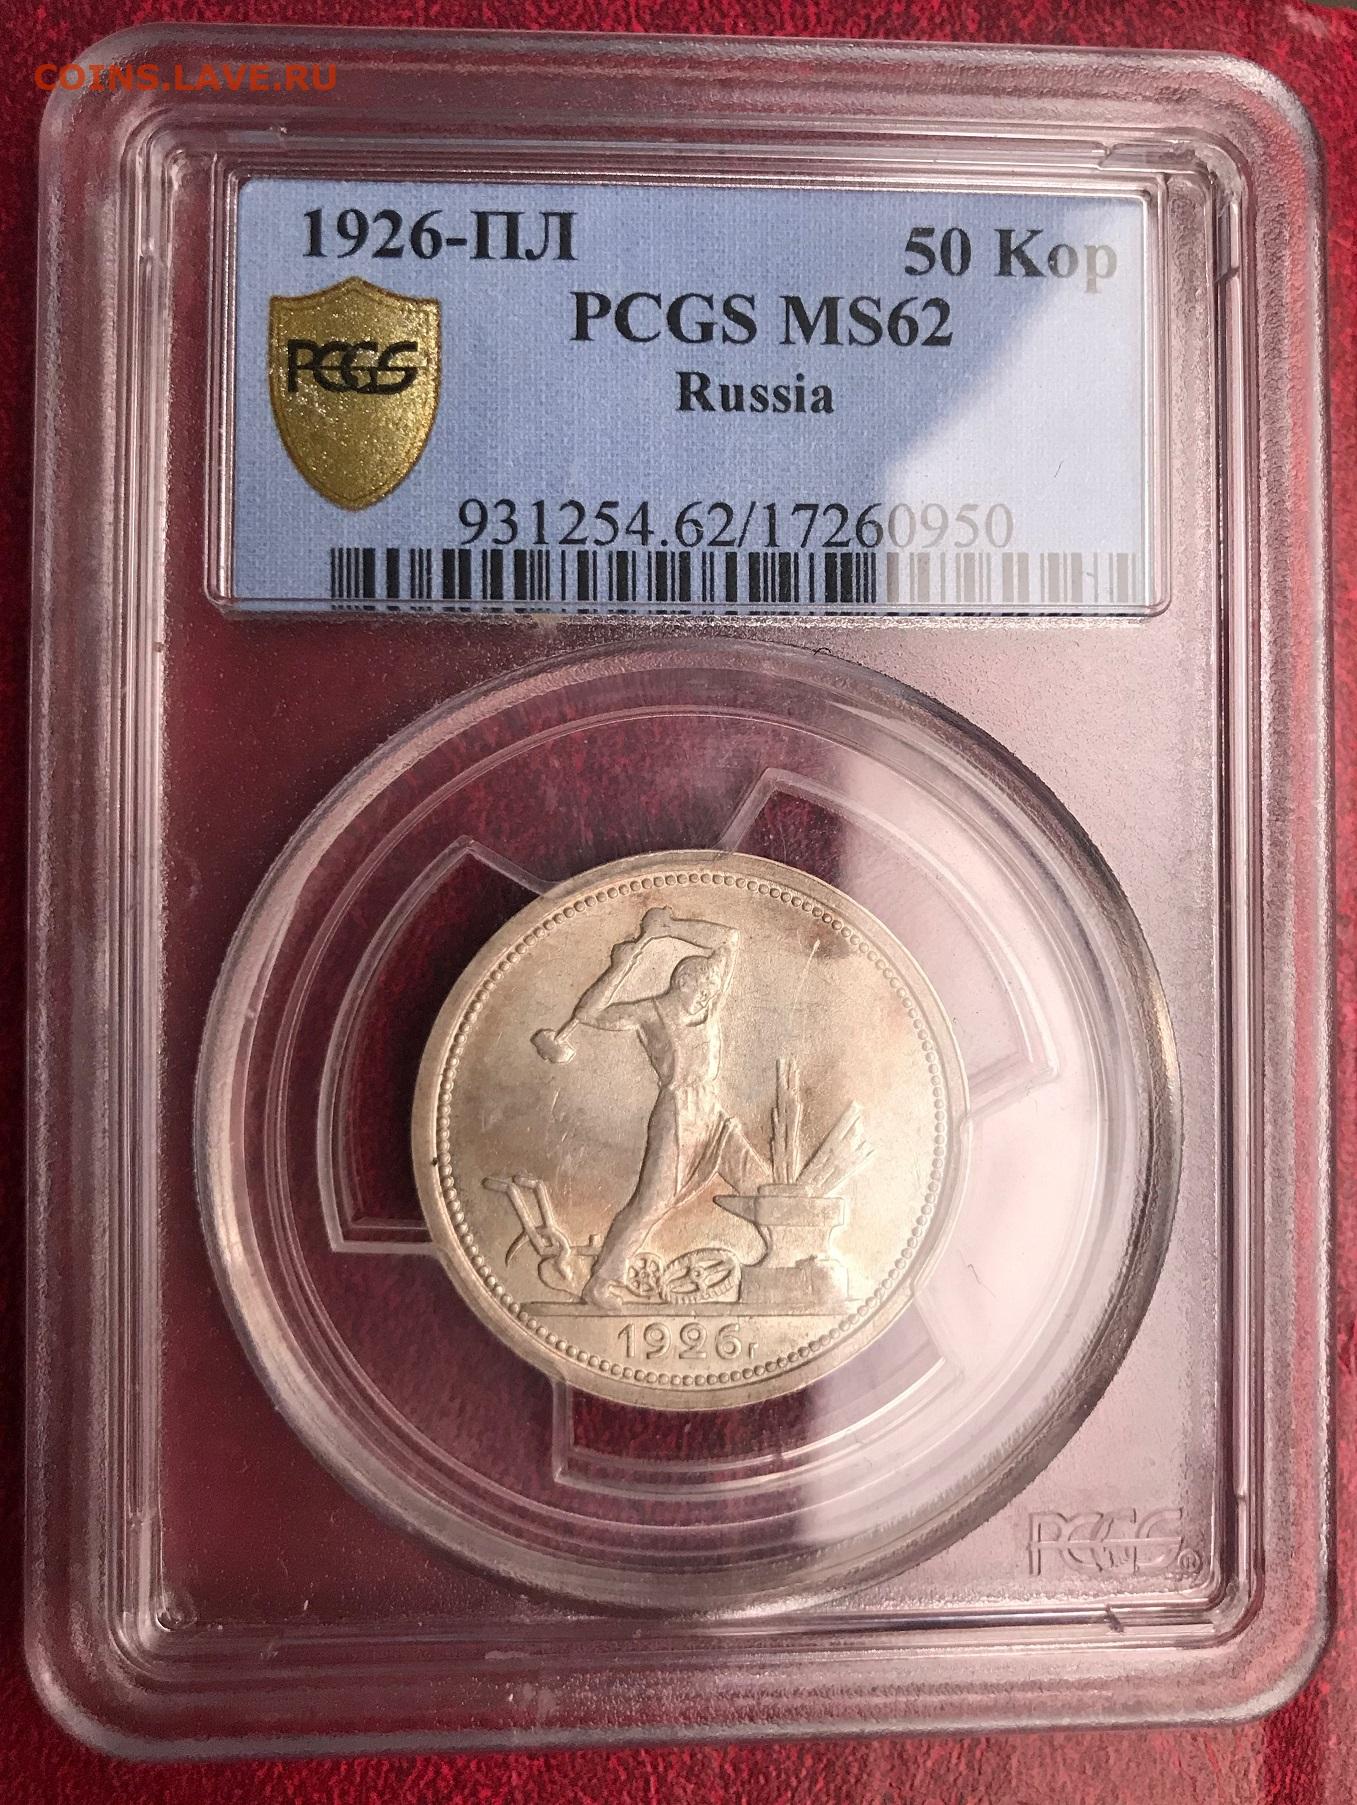 COINS.LAVE.RU
1926-ПЛ 50 Kop
PCGS MS62
PCGS
Russia
931254.62/17260950
1926г
PCGS®